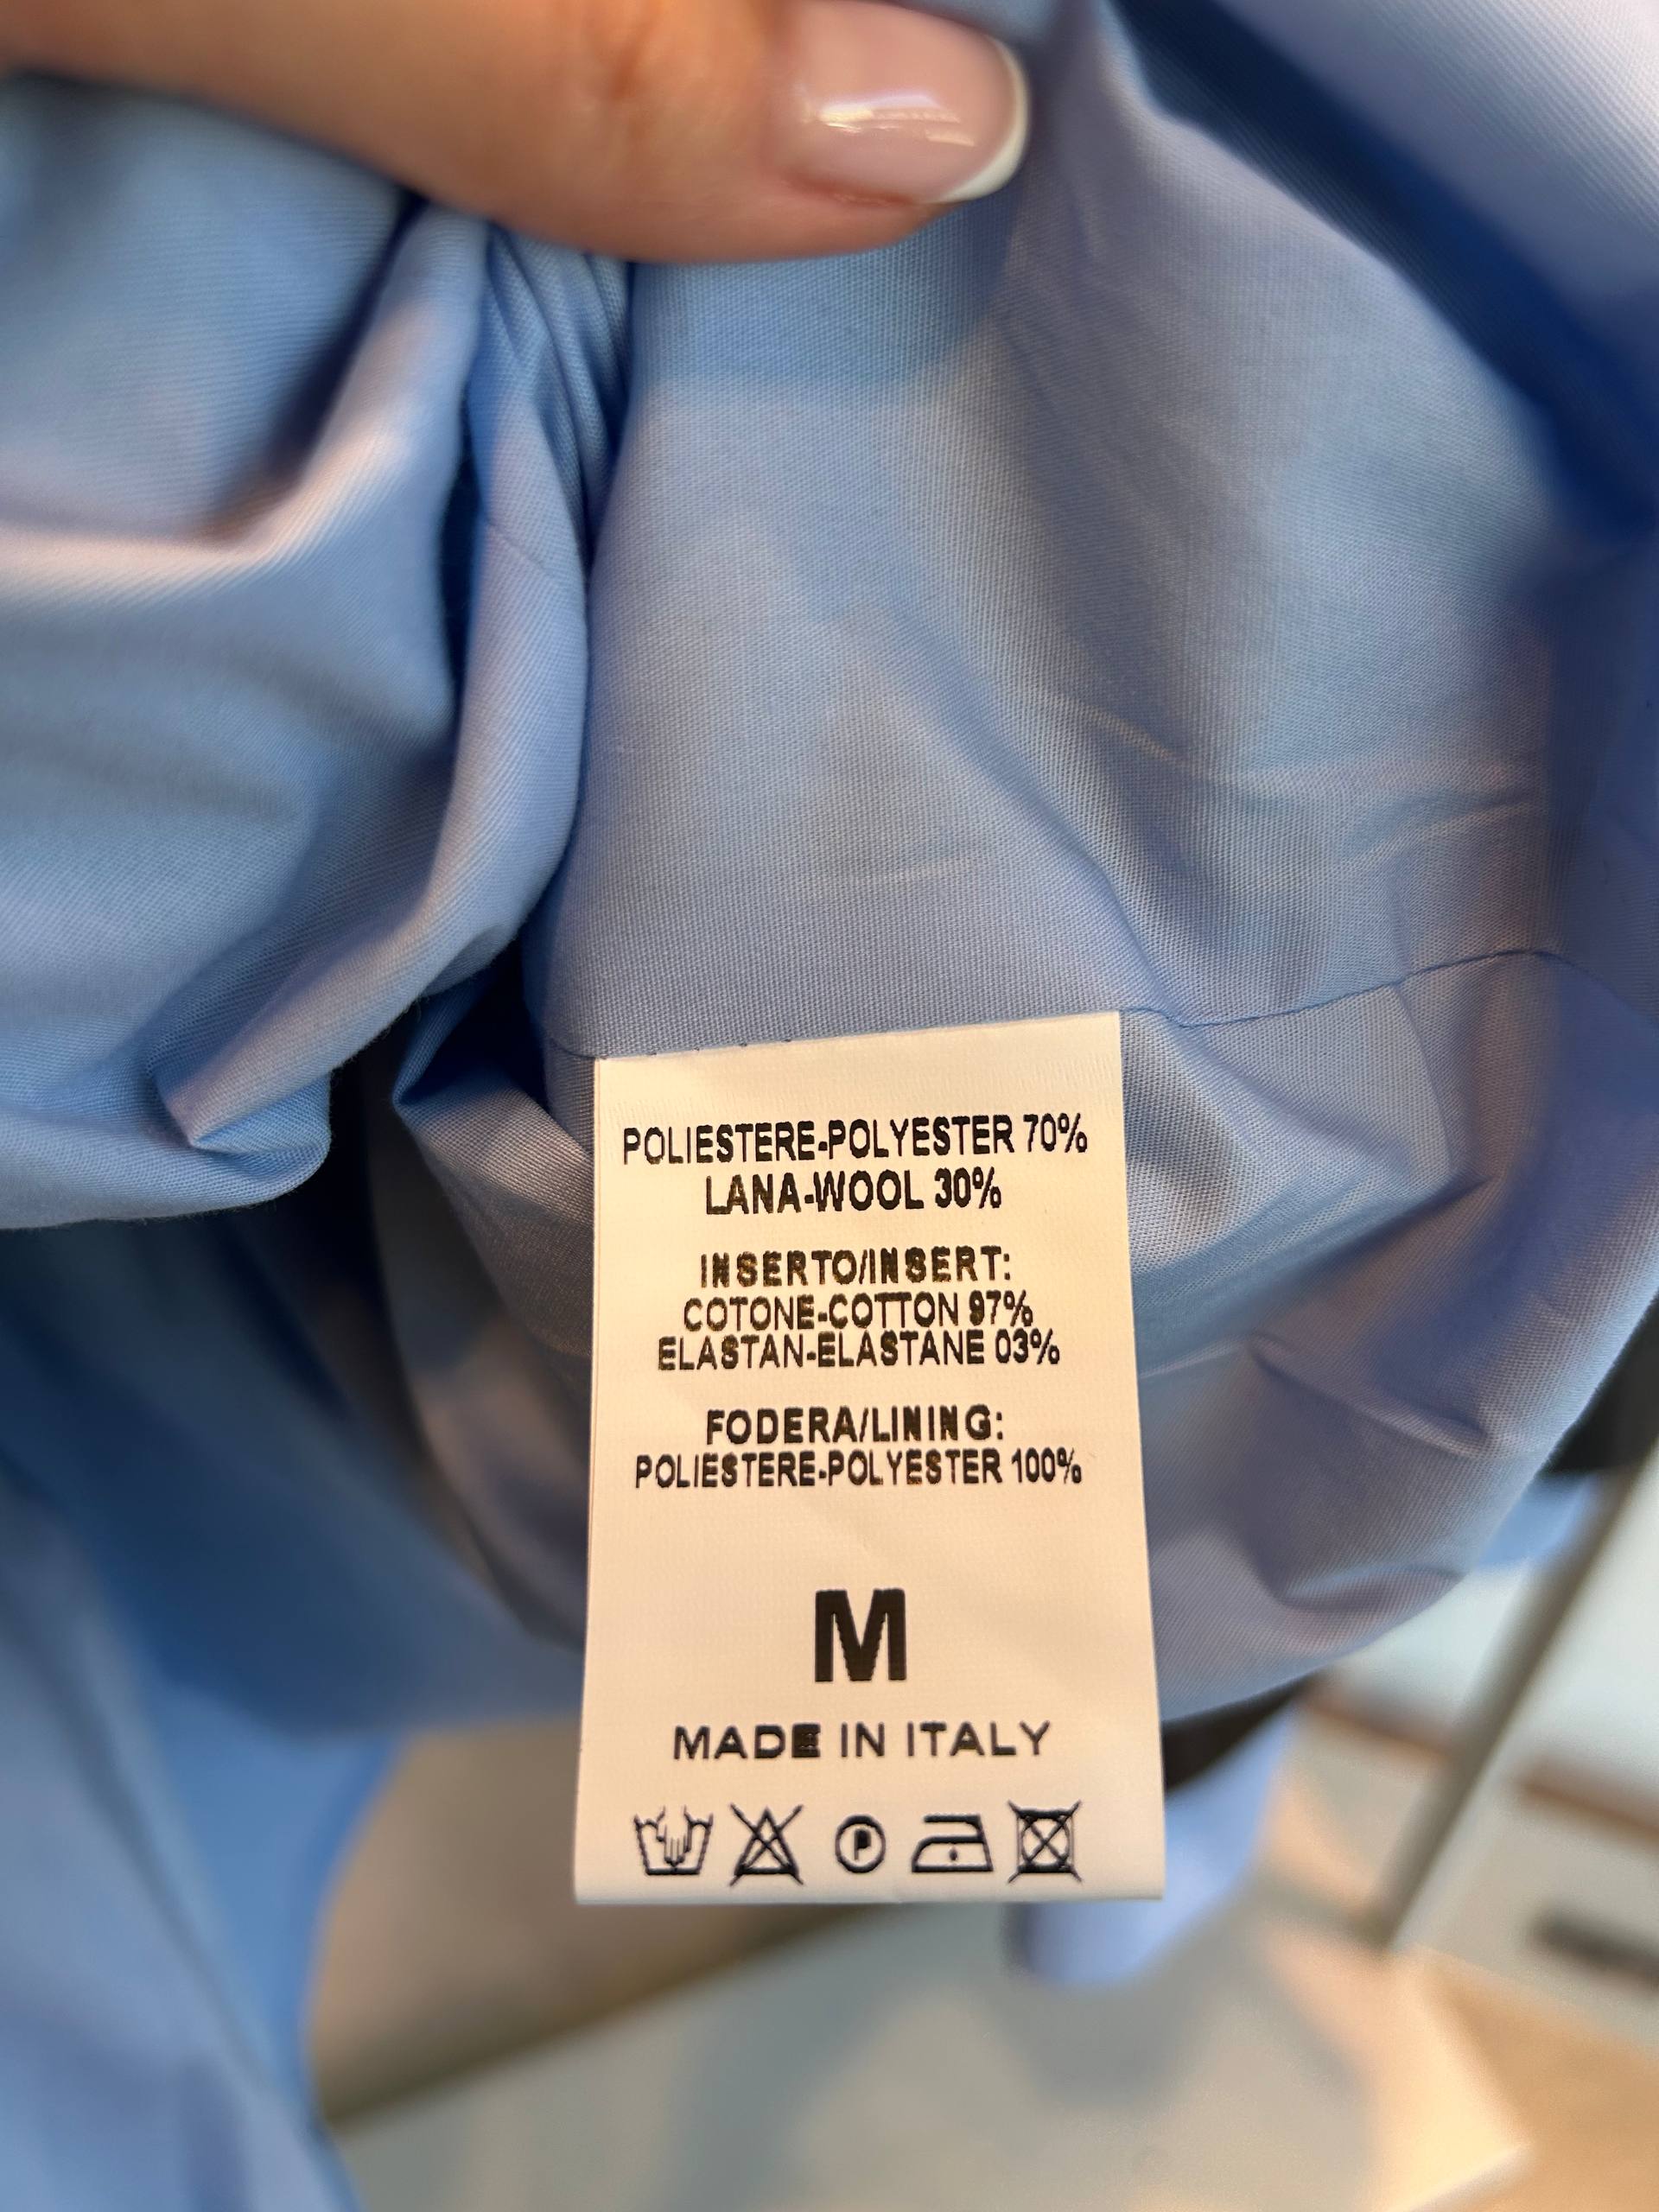 POLIESTERE-POLYESTER 70%
LANA-WOOL 30%
INSERTO/INSERT:
COTONE-COTTON 97%
ELASTAN-ELASTANE 03%
FODERA/LINING:
POLIESTERE-POLYESTER 100%
M
MADE IN ITALY
P